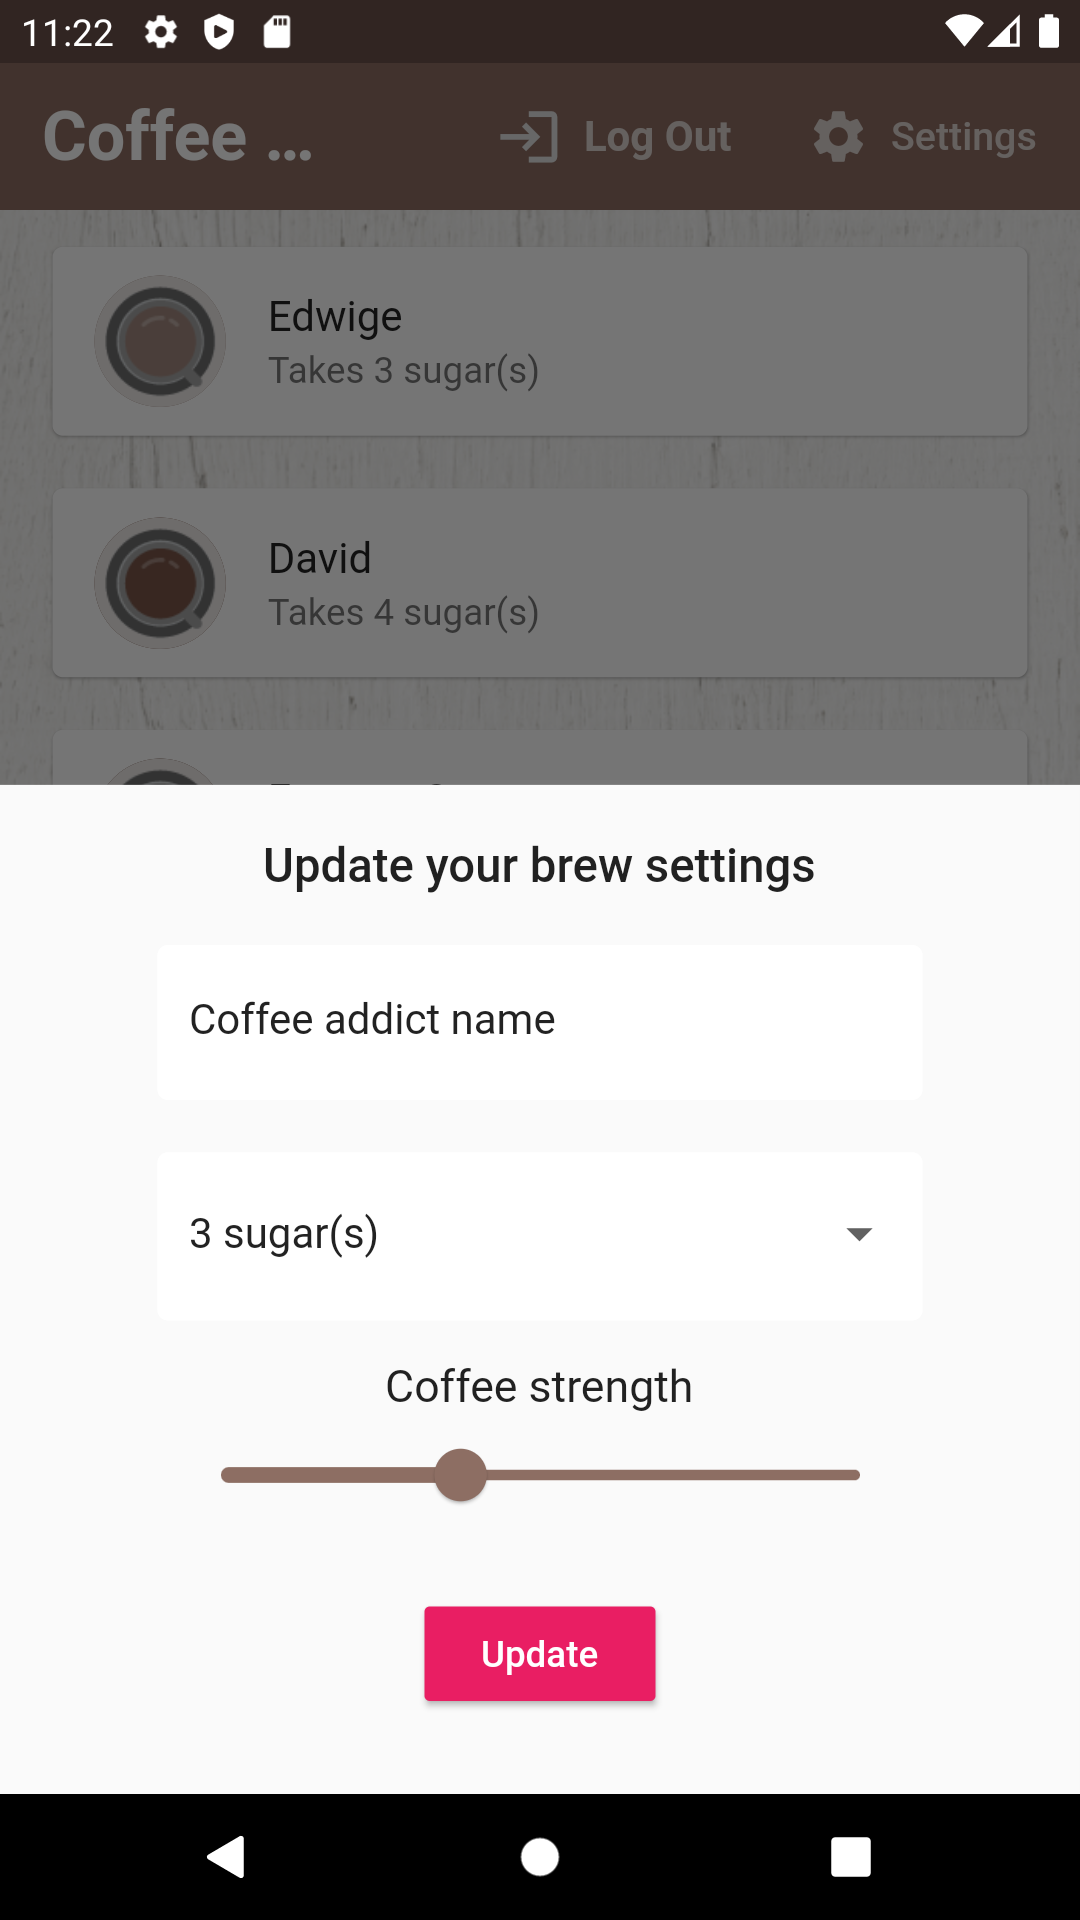 11:22
Coffee ... Log Out Settings
Edwige
Takes 3 sugar(s)
David
Takes 4 sugar(s)
Update your brew settings
Coffee addict name
3 sugar(s)
Coffee strength
Update